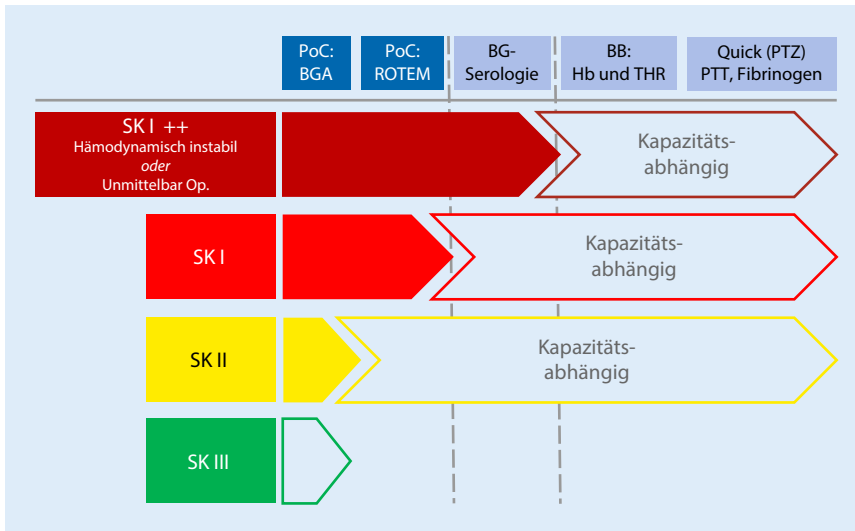 PoC:
BGA
PoC:
ROTEM
BG-
Serologie
BB:
Hb und THR
Quick (PTZ)
PTT, Fibrinogen
SK I ++
Hämodynamisch instabil
oder
Unmittelbar Op.
Kapazitäts-
abhängig
SK I
Kapazitäts-
abhängig
SK II
Kapazitäts-
abhängig
SK III